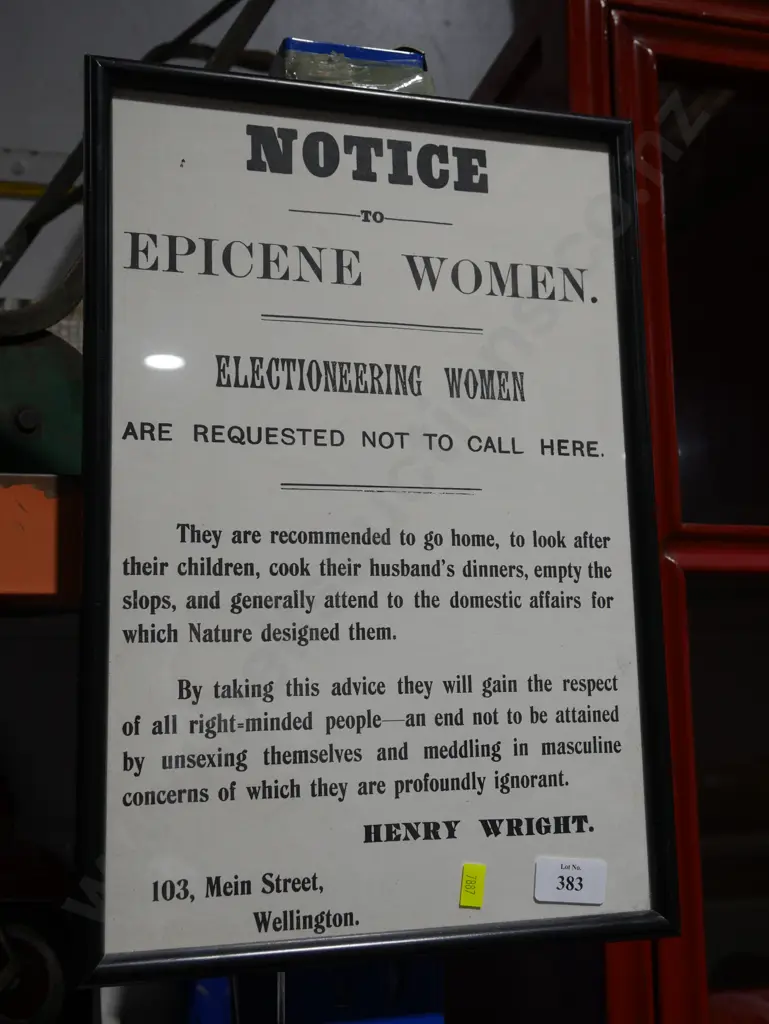 NOTICE
TO
EPICENE WOMEN.
ELECTIONEERING WOMEN
ARE REQUESTED NOT TO CALL HERE.
They are recommended to go home, to look after
their children, cook their husband's dinners, empty the
slops, and generally attend to the domestic affairs for
which Nature designed them.
By taking this advice they will gain the respect
of all right=minded people—an end not to be attained
by unsexing themselves and meddling in masculine
concerns of which they are profoundly ignorant.
HENRY WRIGHT.
103, Mein Street,
Wellington.
7887
Lot No.
383